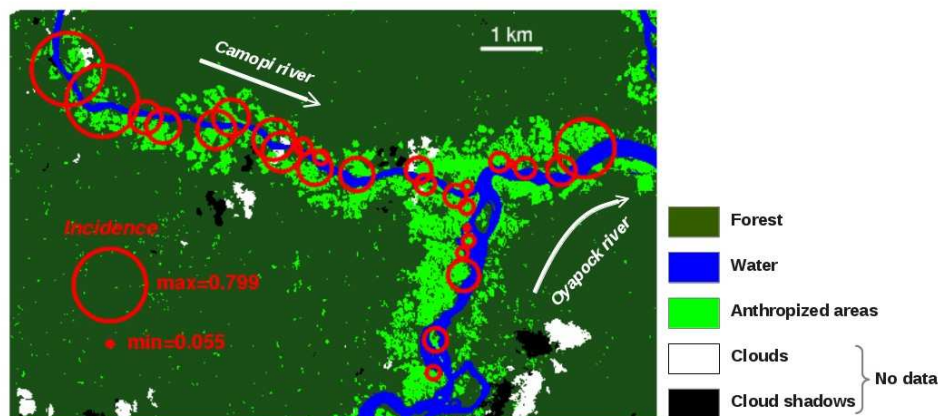 1 km
Camopi river
Incidence
max=0.799
min=0.055
Oyapock river
Forest
Water
Anthropized areas
Clouds
No data
Cloud shadows